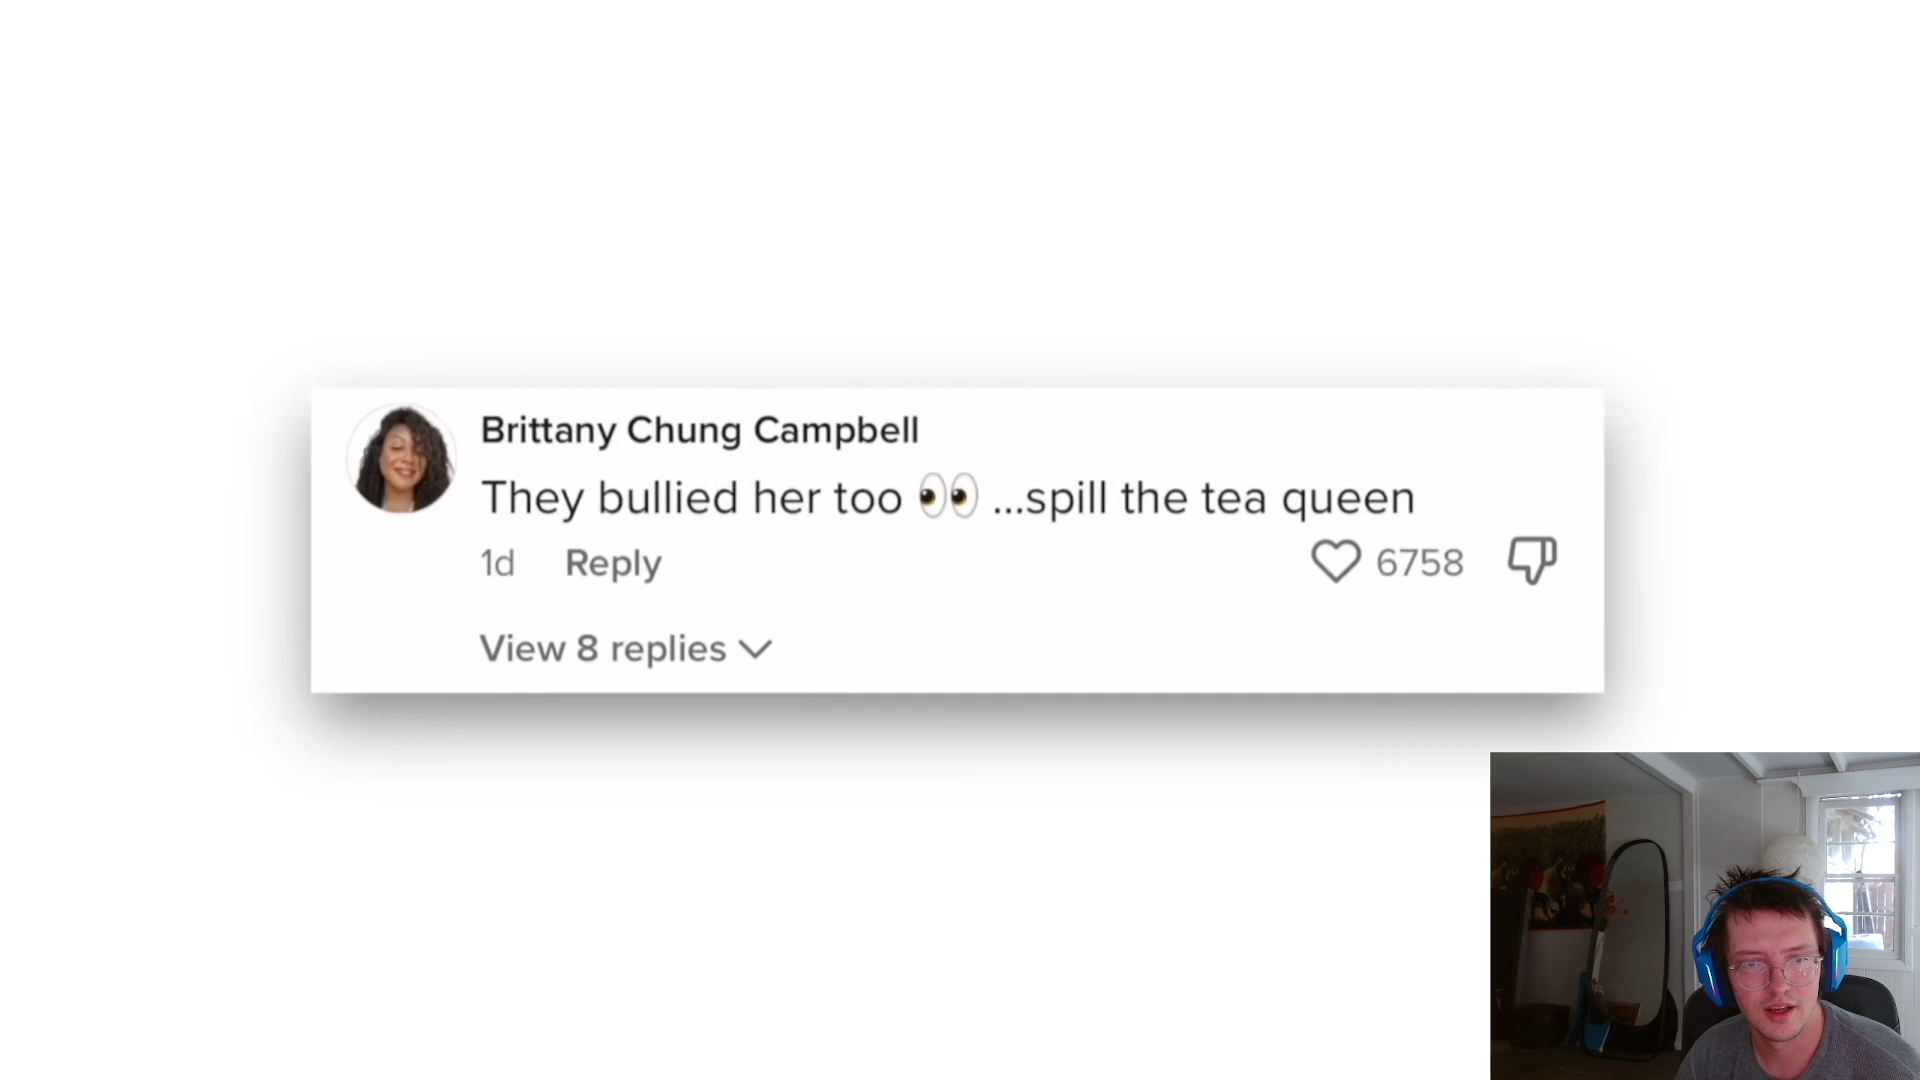 Brittany Chung Campbell
They bullied her too 👀 ...spill the tea queen
1d Reply 6758
View 8 replies